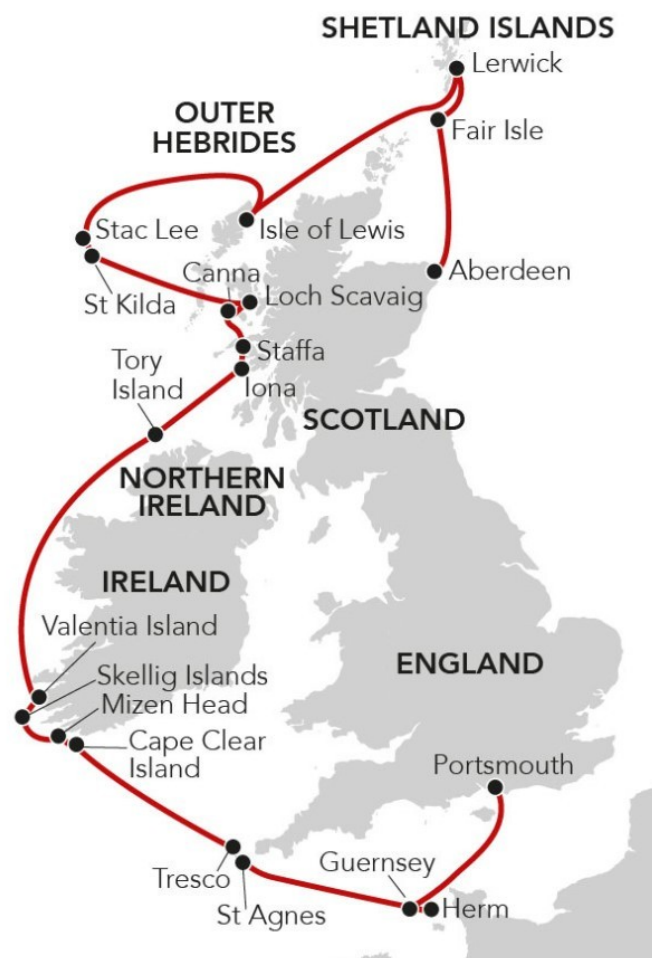 SHETLAND ISLANDS
Lerwick
OUTER
HEBRIDES
Fair Isle
Stac Lee
Isle of Lewis
Canna
Aberdeen
St Kilda
Loch Scavaig
Tory
Island
Staffa
Iona
SCOTLAND
NORTHERN
IRELAND
IRELAND
Valentia Island
ENGLAND
Skellig Islands
Mizen Head
Cape Clear
Island
Portsmouth
Tresco
Guernsey
St Agnes
Herm